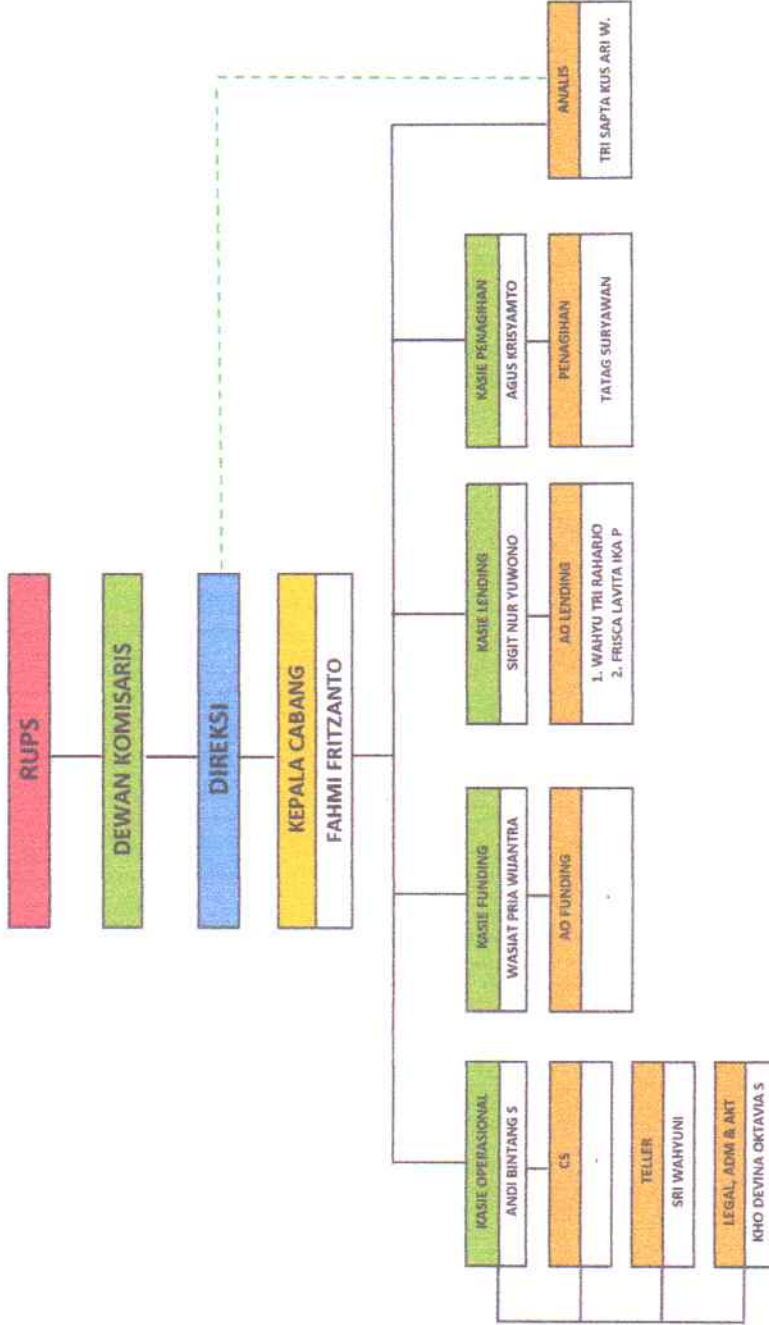 RUPS
DEWAN KOMISARIS
DIREKSI
KEPALA CABANG
FAHMI FRITZANTO
KASIE OPERASIONAL
ANDI BINTANG S
CS
-
TELLER
SRI WAHYUNI
LEGAL, ADM & AKT
KHO DEVINA OKTAVIA S
KASIE FUNDING
WASIAT PRIA WIJANTRA
AO FUNDING
-
KASIE LENDING
SIGIT NUR YUWONO
AO LENDING
1. WAHYU TRI RAHARJO
2. FRISCA LAVITA IKA P
KASIE PENAGIHAN
AGUS KRISYAMTO
PENAGIHAN
TATAG SURYAWAN
ANALIS
TRI SAPTA KUS ARI W.